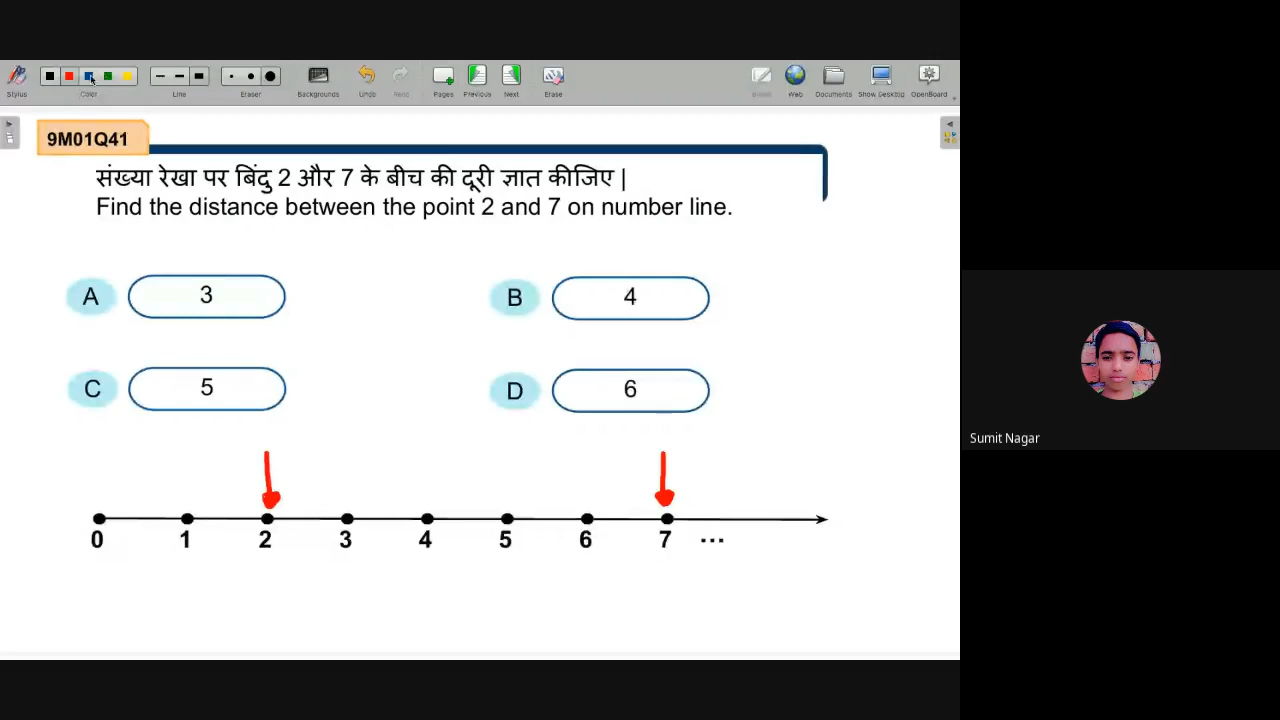 Stylus Color Line Eraser Backgrounds Undo Redo Pages Previous Next Erase Web Documents Show Desktop OpenBoard
9M01Q41
संख्या रेखा पर बिंदु 2 और 7 के बीच की दूरी ज्ञात कीजिए |
Find the distance between the point 2 and 7 on number line.
A 3 B 4
C 5 D 6
Sumit Nagar
0 1 2 3 4 5 6 7 ...